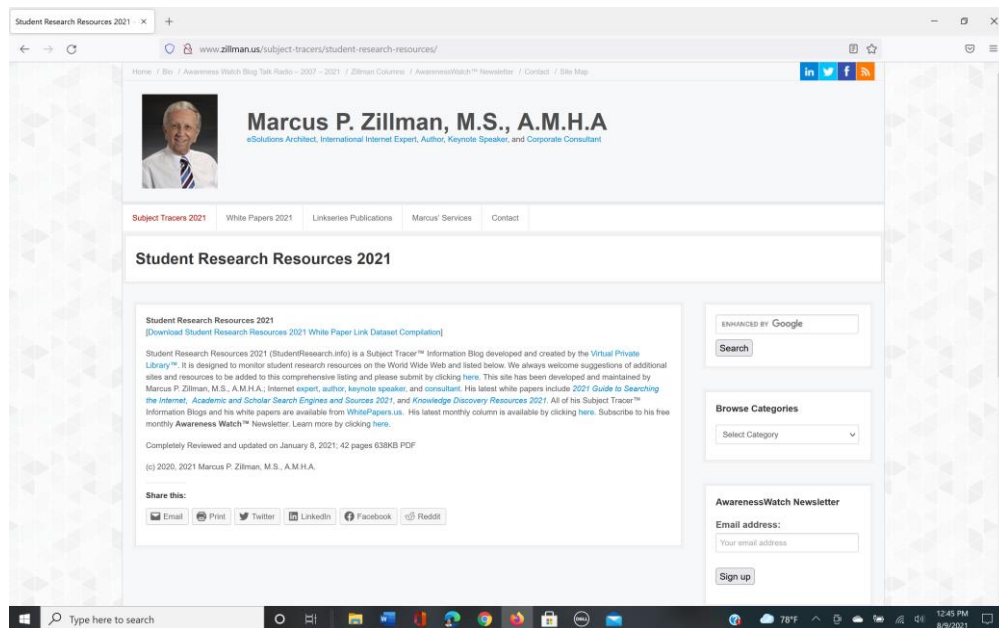 Student Research Resources 2021 -
www.zillman.us/subject-tracers/student-research-resources/
Home / Bio / Awareness Watch Blog Talk Radio – 2007 – 2021 / Zillman Columns / AwarenessWatch™ Newsletter / Contact / Site Map
Marcus P. Zillman, M.S., A.M.H.A
eSolutions Architect, International Internet Expert, Author, Keynote Speaker, and Corporate Consultant
Subject Tracers 2021 White Papers 2021 Linkseries Publications Marcus' Services Contact
Student Research Resources 2021
Student Research Resources 2021
[Download Student Research Resources 2021 White Paper Link Dataset Compilation]
Student Research Resources 2021 (StudentResearch.info) is a Subject Tracer™ Information Blog developed and created by the Virtual Private
Library™. It is designed to monitor student research resources on the World Wide Web and listed below. We always welcome suggestions of additional
sites and resources to be added to this comprehensive listing and please submit by clicking here. This site has been developed and maintained by
Marcus P. Zillman, M.S., A.M.H.A.; Internet expert, author, keynote speaker, and consultant. His latest white papers include 2021 Guide to Searching
the Internet, Academic and Scholar Search Engines and Sources 2021, and Knowledge Discovery Resources 2021. All of his Subject Tracer™
Information Blogs and his white papers are available from WhitePapers.us. His latest monthly column is available by clicking here. Subscribe to his free
monthly Awareness Watch™ Newsletter. Learn more by clicking here.
Completely Reviewed and updated on January 8, 2021; 42 pages 638KB PDF
(c) 2020, 2021 Marcus P. Zillman, M.S., A.M.H.A.
Share this:
Email Print Twitter LinkedIn Facebook Reddit
ENHANCED BY Google
Search
Browse Categories
Select Category
AwarenessWatch Newsletter
Email address:
Your email address
Sign up
Type here to search
DELL
78°F
12:45 PM
8/9/2021